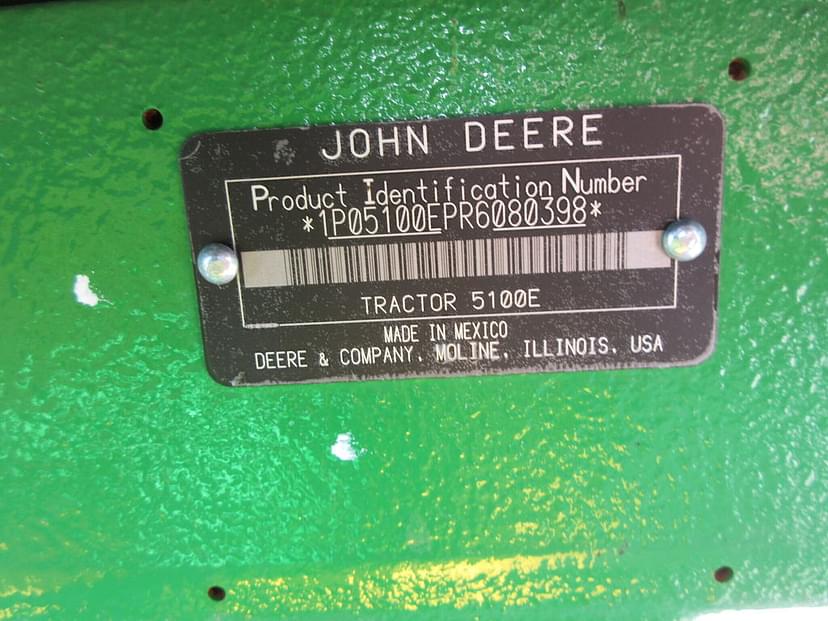 JOHN DEERE
Product Identification Number
*1P05100EPR6080398*
TRACTOR 5100E
MADE IN MEXICO
DEERE & COMPANY, MOLINE, ILLINOIS, USA